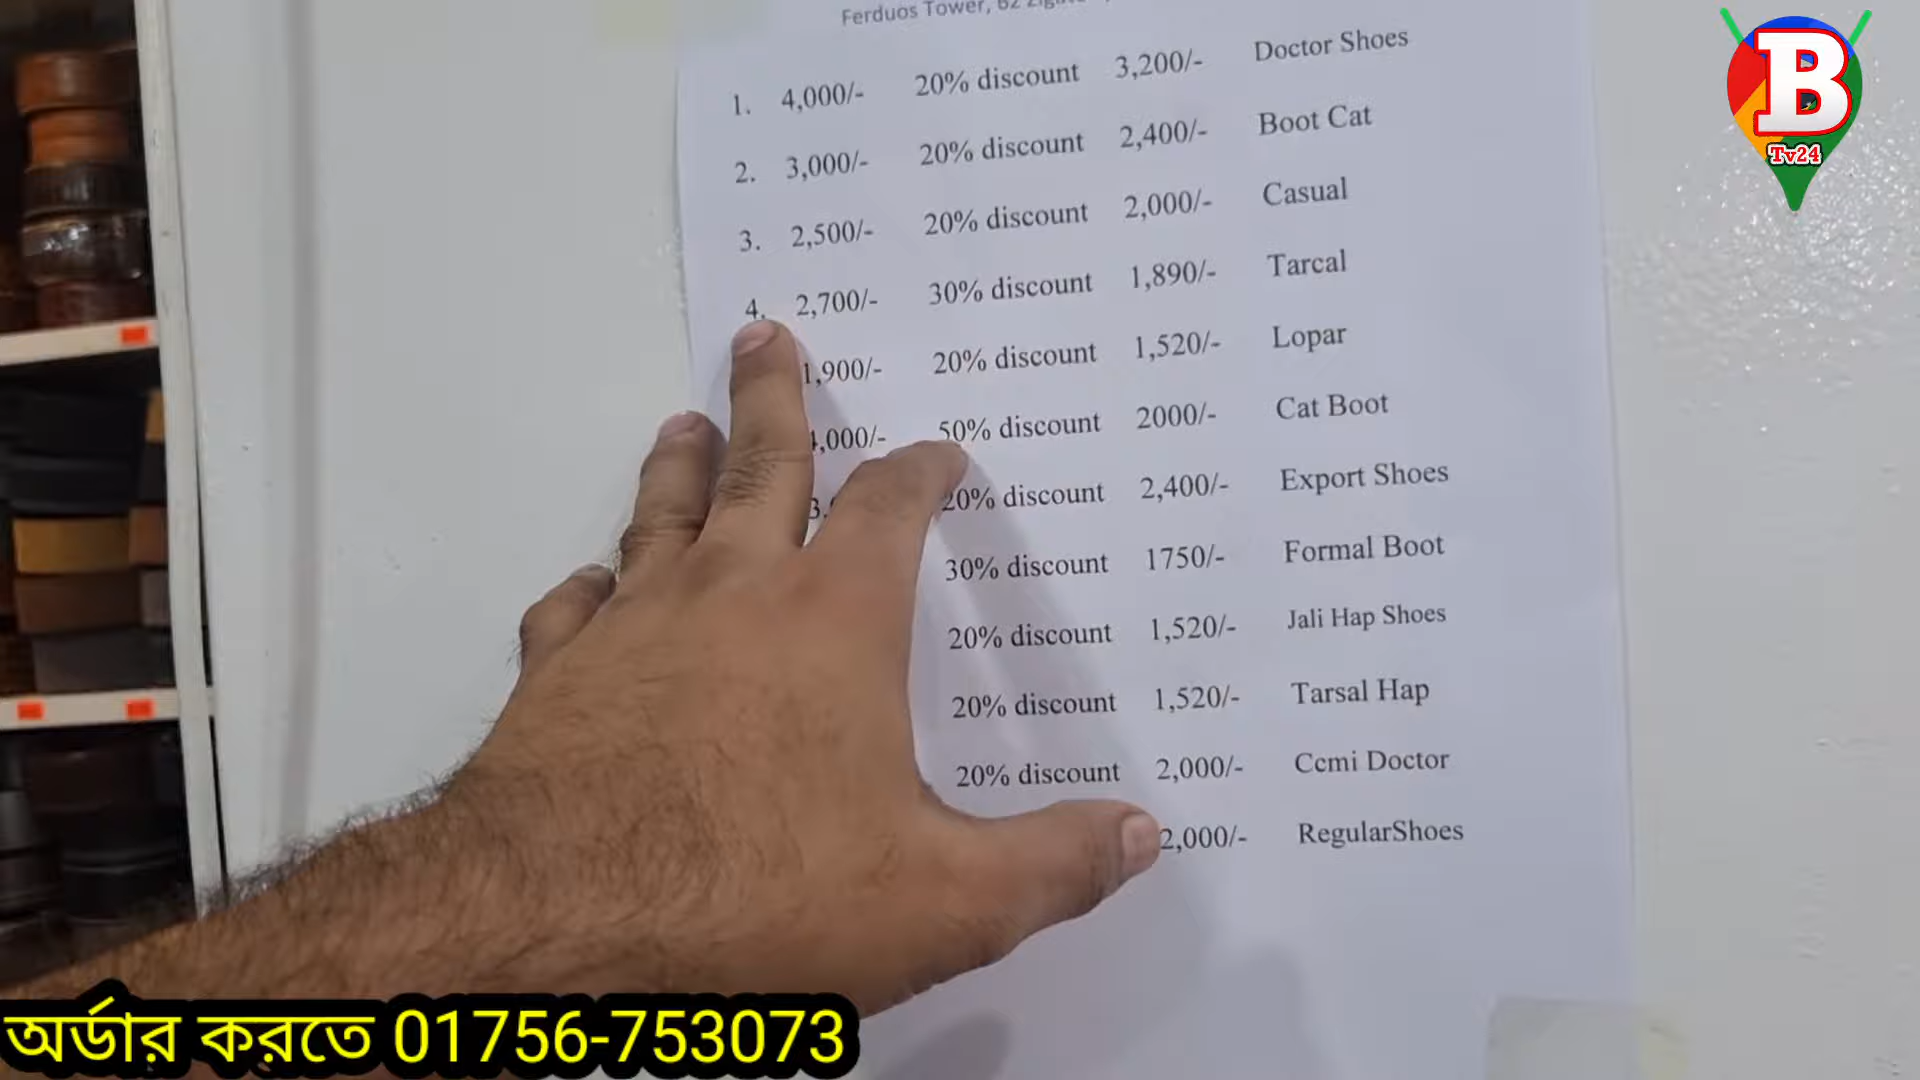 Ferduos Tower, 62
1. 4,000/- 20% discount 3,200/- Doctor Shoes
2. 3,000/- 20% discount 2,400/- Boot Cat
3. 2,500/- 20% discount 2,000/- Casual
4. 2,700/- 30% discount 1,890/- Tarcal
1,900/- 20% discount 1,520/- Lopar
,000/- 50% discount 2000/- Cat Boot
3. 20% discount 2,400/- Export Shoes
30% discount 1750/- Formal Boot
20% discount 1,520/- Jali Hap Shoes
20% discount 1,520/- Tarsal Hap
20% discount 2,000/- Ccmi Doctor
2,000/- RegularShoes
B
Tv24
অর্ডার করতে 01756-753073